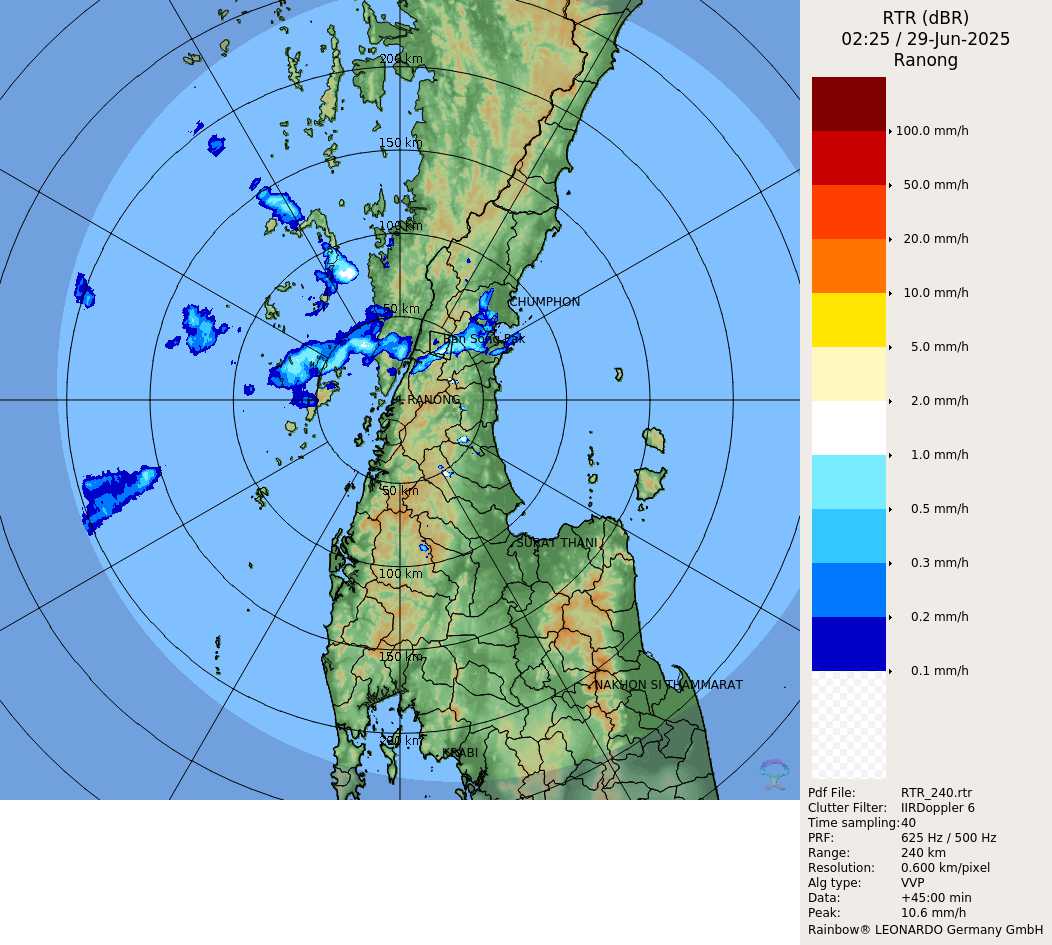 RTR (dBR)
02:25 / 29-Jun-2025
Ranong
100.0 mm/h
50.0 mm/h
20.0 mm/h
10.0 mm/h
5.0 mm/h
2.0 mm/h
1.0 mm/h
0.5 mm/h
0.3 mm/h
0.2 mm/h
0.1 mm/h
Pdf File: RTR_240.rtr
Clutter Filter: IIRDoppler 6
Time sampling: 40
PRF: 625 Hz / 500 Hz
Range: 240 km
Resolution: 0.600 km/pixel
Alg type: VVP
Data: +45:00 min
Peak: 10.6 mm/h
Rainbow® LEONARDO Germany GmbH
200 km
150 km
100 km
50 km
CHUMPHON
Ban Song Pak
RANONG
50 km
SURAT THANI
100 km
150 km
NAKHON SI THAMMARAT
200 km
KRABI